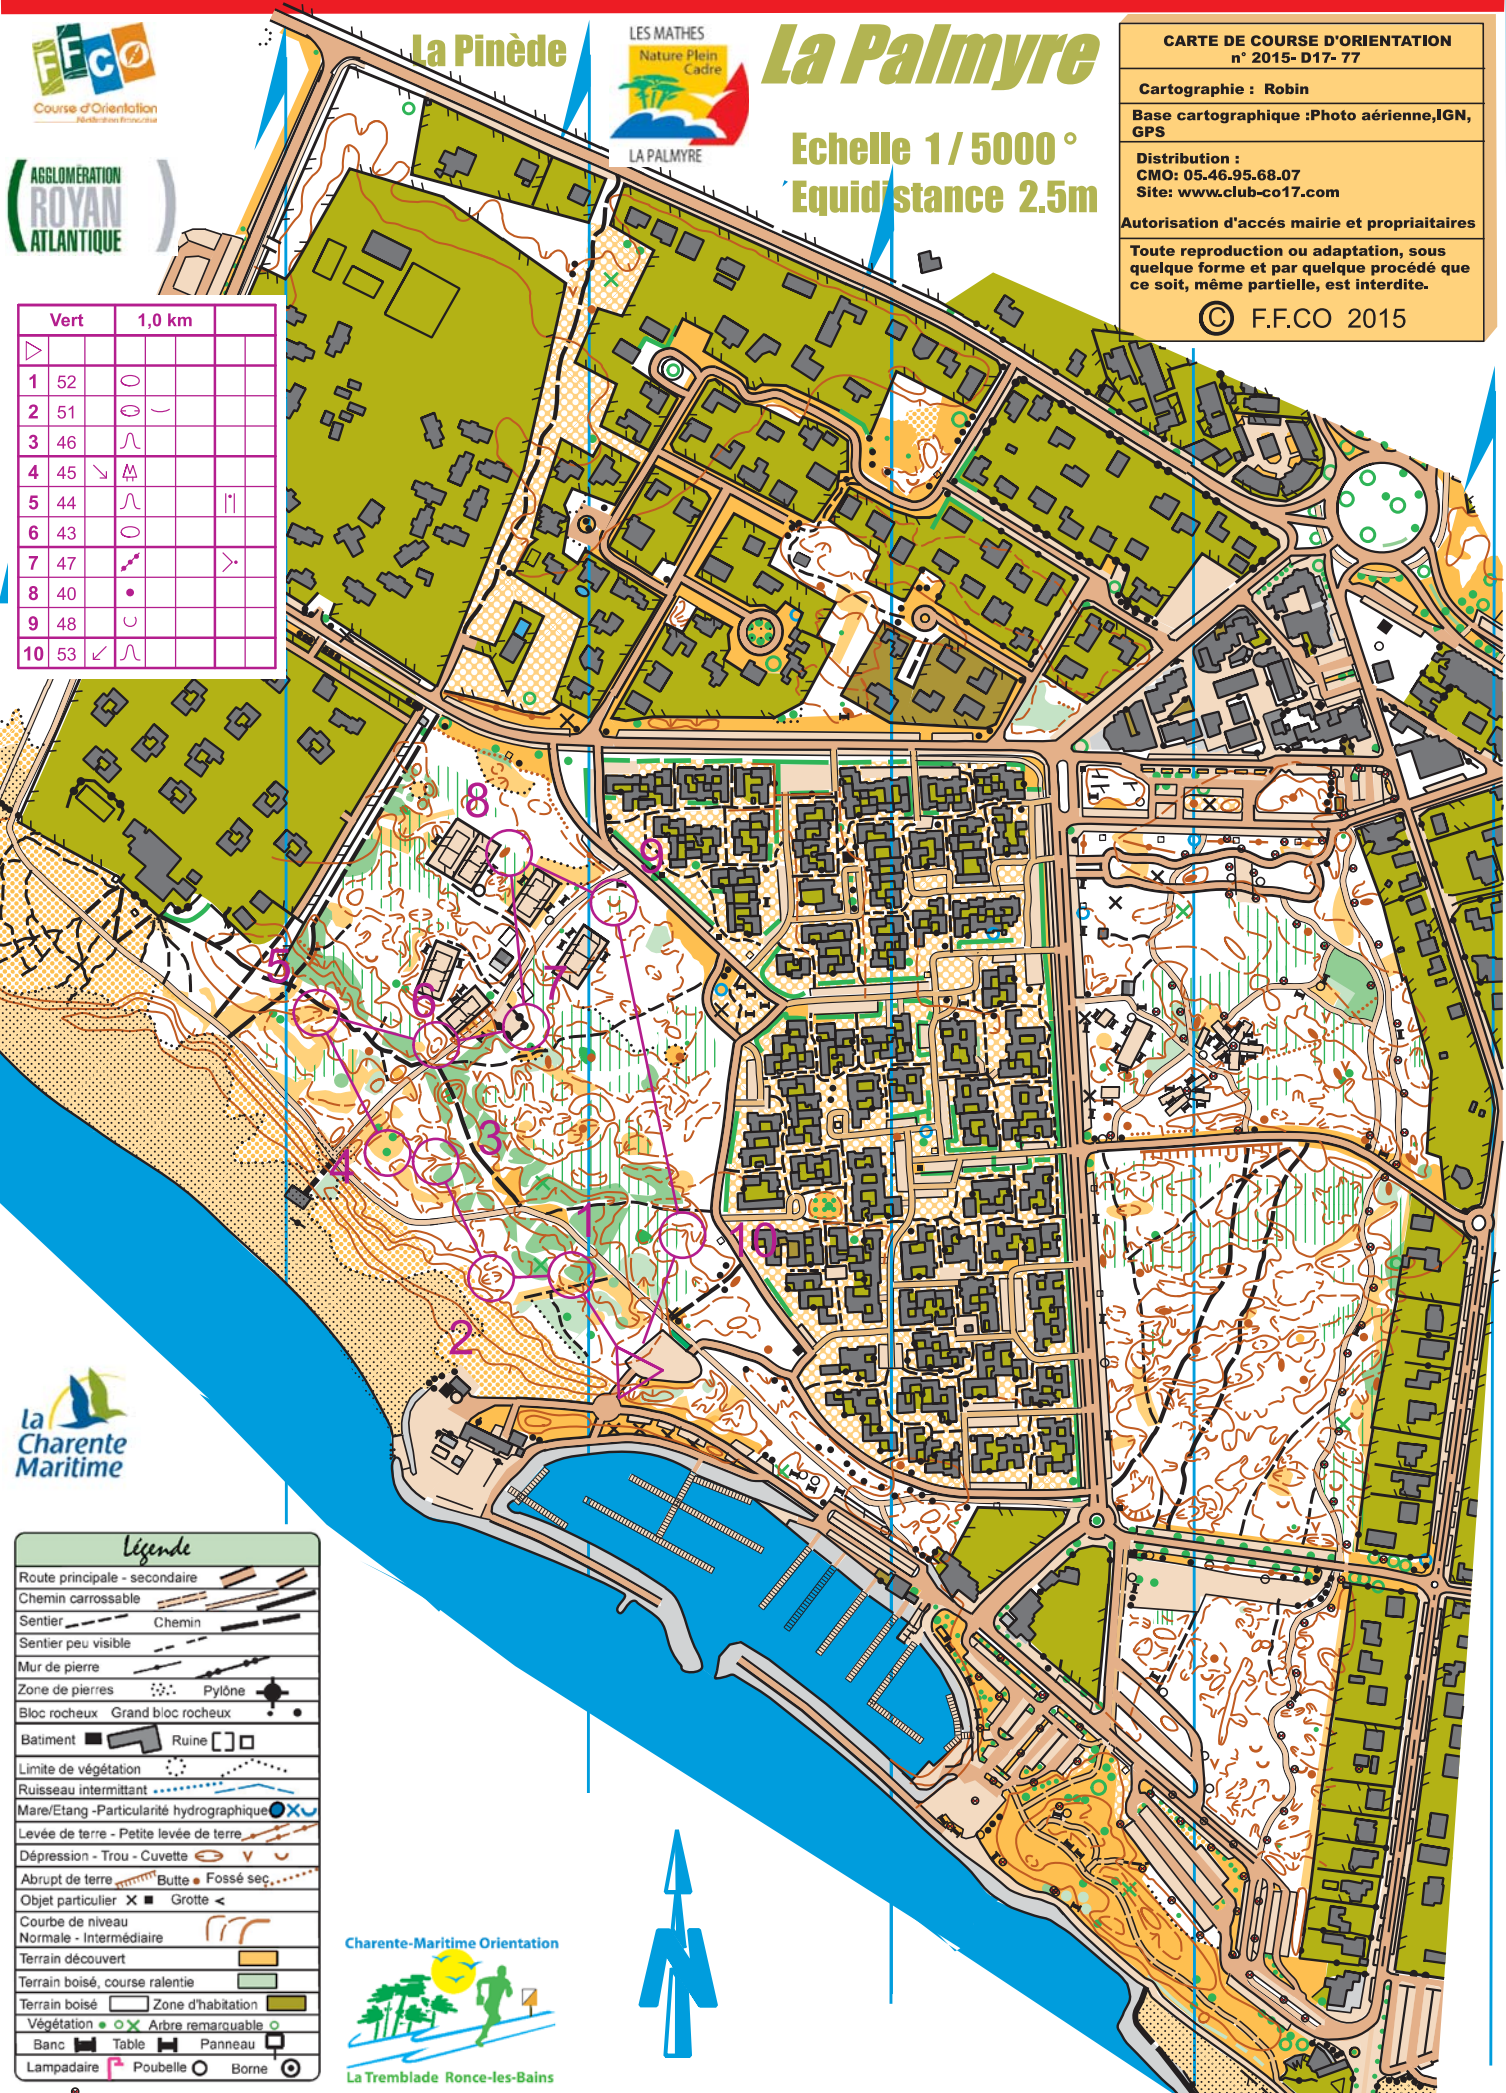 FFCO
Course d'Orientation
Fédération Française
La Pinède
LES MATHES
Nature Plein
Cadre
LA PALMYRE
La Palmyre
Echelle 1/5000 °
'Equidistance 2.5m
CARTE DE COURSE D'ORIENTATION
n° 2015- D17- 77
Cartographie : Robin
Base cartographique :Photo aérienne,IGN,
GPS
Distribution :
CMO: 05.46.95.68.07
Site: www.club-co17.com
Autorisation d'accés mairie et propriaitaires
Toute reproduction ou adaptation, sous
quelque forme et par quelque procédé que
ce soit, même partielle, est interdite.
© F.F.CO 2015
AGGLOMÉRATION
ROYAN
ATLANTIQUE
Vert 1,0 km
1 52
2 51
3 46
4 45
5 44
6 43
7 47
8 40
9 48
10 53
8
9
5
6
7
3
4
1
10
2
la
Charente
Maritime
Légende
Route principale - secondaire
Chemin carrossable
Sentier Chemin
Sentier peu visible
Mur de pierre
Zone de pierres Pylône
Bloc rocheux Grand bloc rocheux
Batiment Ruine
Limite de végétation
Ruisseau intermittant
Mare/Etang -Particularité hydrographique
Levée de terre - Petite levée de terre
Dépression - Trou - Cuvette
Abrupt de terre Butte Fossé sec
Objet particulier Grotte
Courbe de niveau
Normale - Intermédiaire
Terrain découvert
Terrain boisé, course ralentie
Terrain boisé Zone d'habitation
Végétation Arbre remarquable
Banc Table Panneau
Lampadaire Poubelle Borne
Charente-Maritime Orientation
La Tremblade Ronce-les-Bains
N